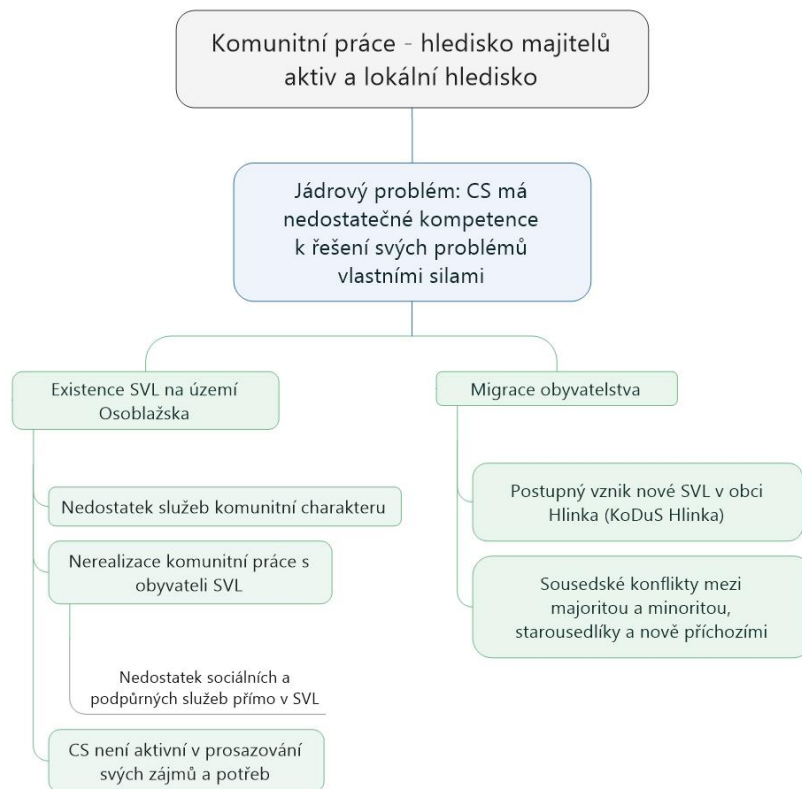 Komunitní práce - hledisko majitelů
aktiv a lokální hledisko
Jádrový problém: CS má
nedostatečné kompetence
k řešení svých problémů
vlastními silami
Existence SVL na území
Osoblažska
Nedostatek služeb komunitní charakteru
Nerealizace komunitní práce s
obyvateli SVL
Nedostatek sociálních a
podpůrných služeb přímo v SVL
CS není aktivní v prosazování
svých zájmů a potřeb
Migrace obyvatelstva
Postupný vznik nové SVL v obci
Hlinka (KoDuS Hlinka)
Sousedské konflikty mezi
majoritou a minoritou,
starousedlíky a nově příchozími